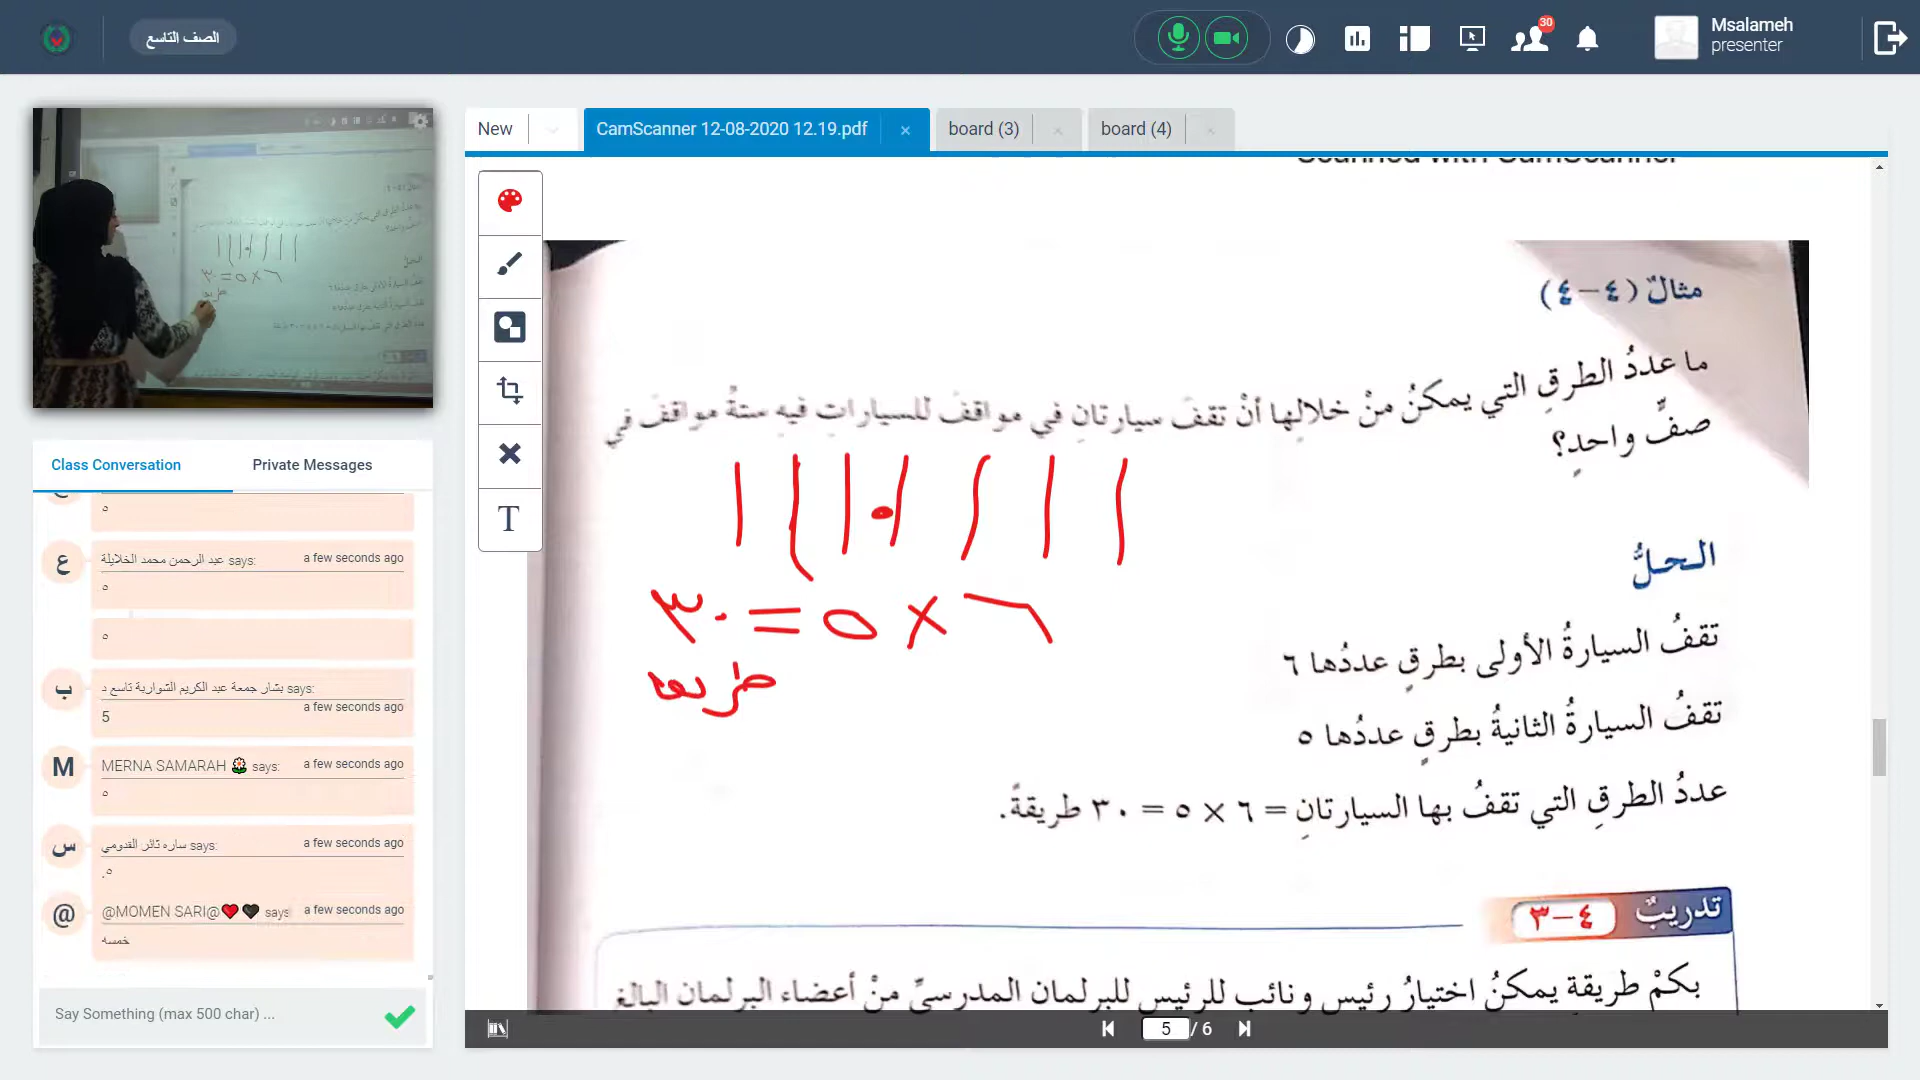 الصف التاسع
30
Msalameh
presenter
New
CamScanner 12-08-2020 12.19.pdf
board (3)
board (4)
مثالٌ (٤-٤)
ما عددُ الطرقِ التي يمكنُ منْ خلالِها أنْ تقفَ سيارتانِ في مواقفَ للسياراتِ فيهِ ستةُ مواقفَ في
صفٍّ واحدٍ؟
٦ × ٥ = ٣٠
طريقة
الحلُّ
تقفُ السيارةُ الأولى بطرقٍ عددُها ٦
تقفُ السيارةُ الثانيةُ بطرقٍ عددُها ٥
عددُ الطرقِ التي تقفُ بها السيارتانِ = ٦ × ٥ = ٣٠ طريقةً.
تدريبٌ ٤-٣
بكمْ طريقةٍ يمكنُ اختيارُ رئيسٍ ونائب للرئيسِ للبرلمان المدرسيِّ منْ أعضاء البرلمان البالغ
T
5 / 6
Class Conversation
Private Messages
٥
عبد الرحمن محمد الخلايلة says:
a few seconds ago
٥
٥
بشار جمعة عبد الكريم الشواربة تاسع د says:
a few seconds ago
5
MERNA SAMARAH says:
a few seconds ago
٥
ساره ثائر القدومي says:
a few seconds ago
٥.
@MOMEN SARI@❤️🖤 says
a few seconds ago
خمسه
ع
ب
M
س
@
Say Something (max 500 char) ...